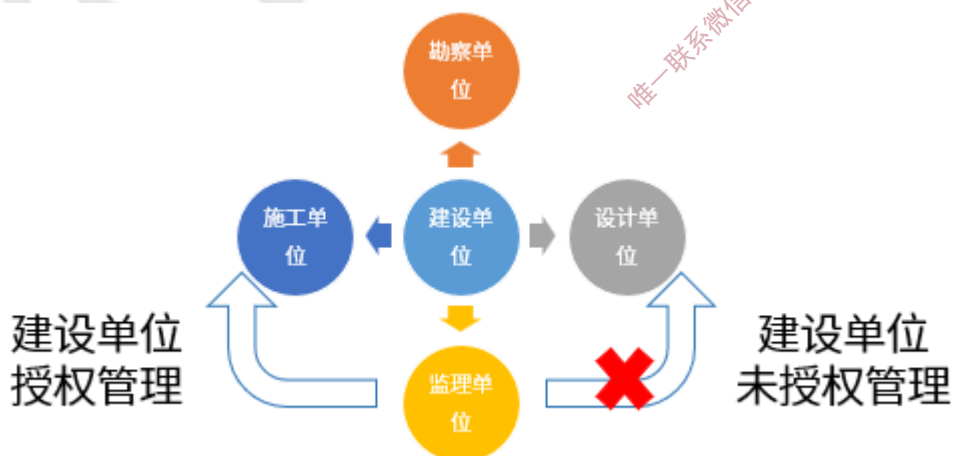 唯一联系微信
勘察单
位
施工单
位
建设单
位
设计单
位
建设单位
授权管理
建设单位
未授权管理
监理单
位